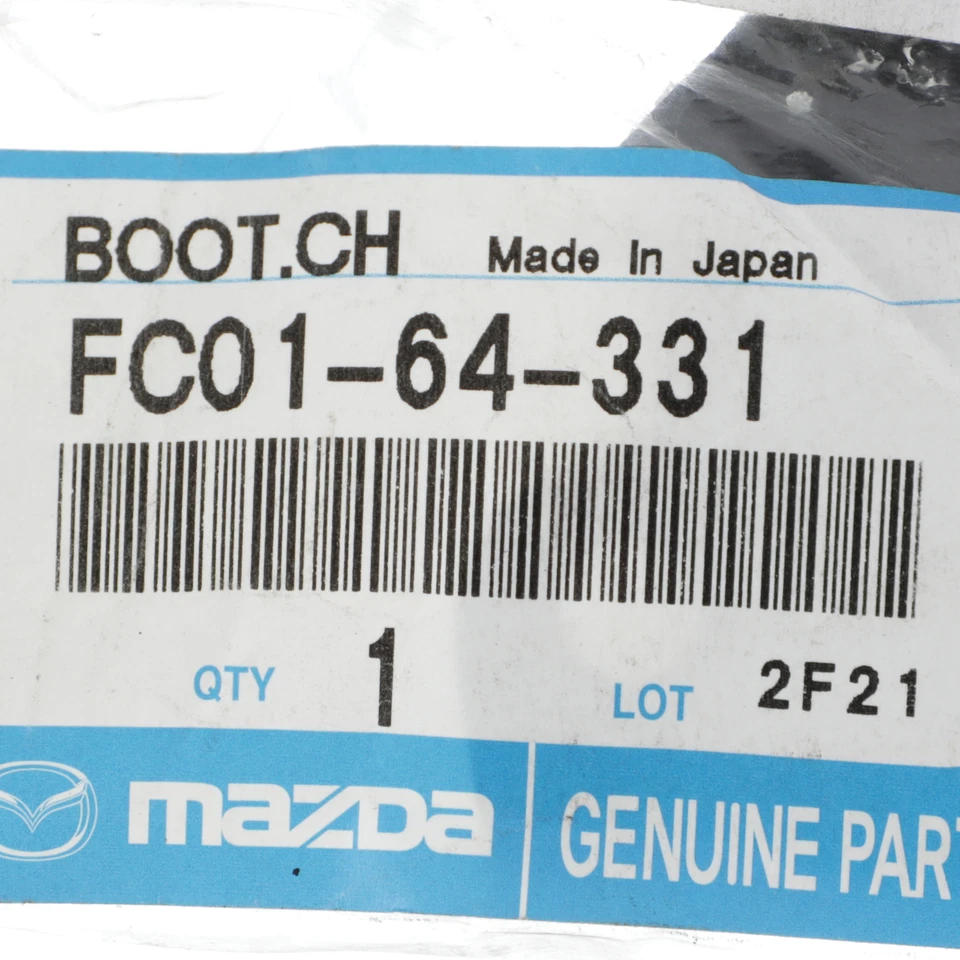 BOOT.CH Made In Japan
FC01-64-331
QTY 1 LOT 2F21
mazda GENUINE PART